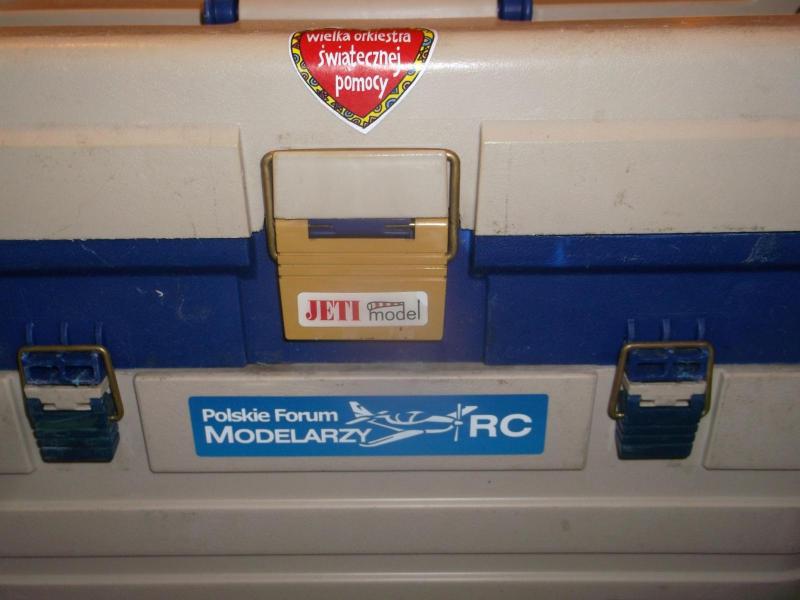 wielka orkiestra
świątecznej
pomocy
JETI model
Polskie Forum
MODELARZY RC